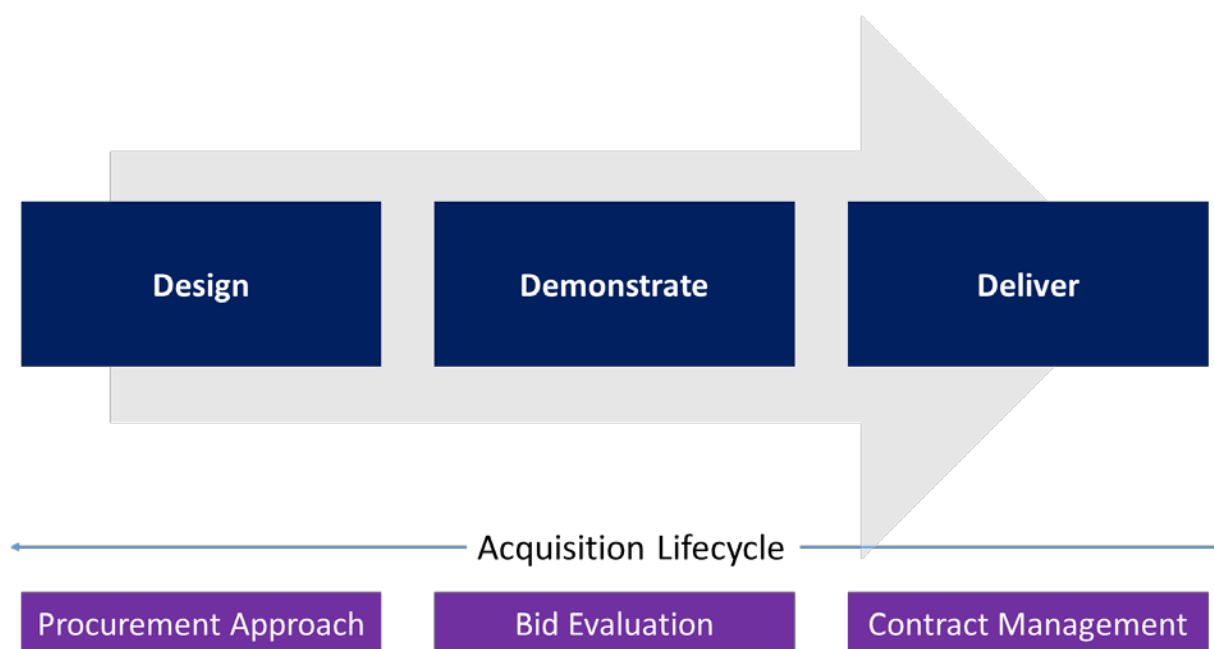 Design
Demonstrate
Deliver
Acquisition Lifecycle
Procurement Approach
Bid Evaluation
Contract Management